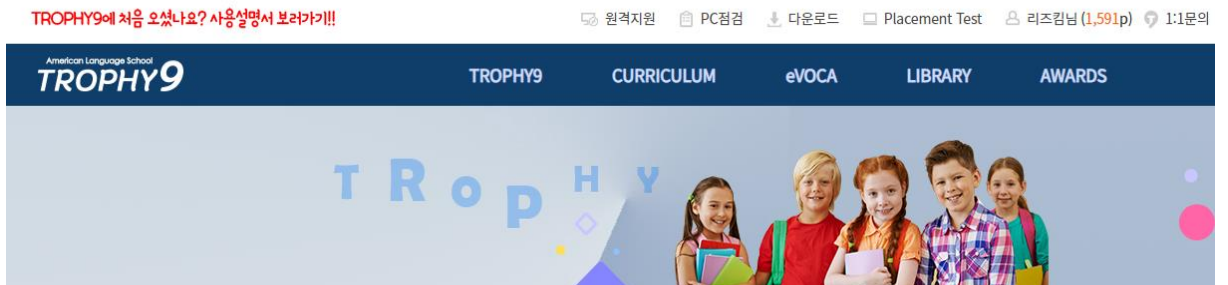 TROPHY9에 처음 오셨나요? 사용설명서 보러가기!!
원격지원 PC점검 다운로드 Placement Test 리즈킴님 (1,591p) 1:1문의
American Language School
TROPHY9
TROPHY9 CURRICULUM eVOCA LIBRARY AWARDS
TROPHY